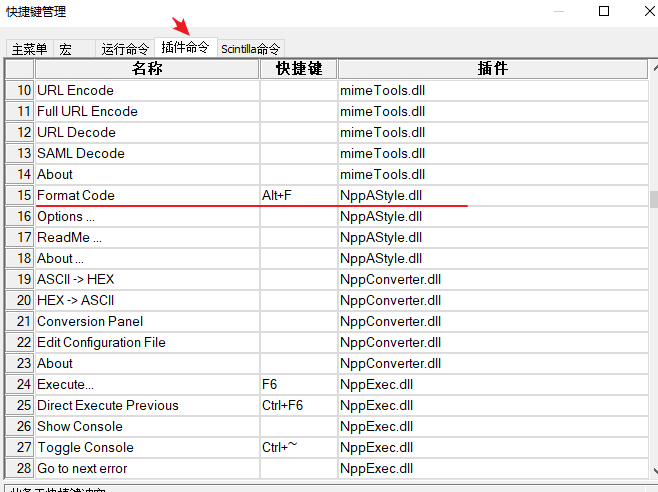 快捷键管理
主菜单 宏 运行命令 插件命令 Scintilla命令
名称 快捷键 插件
10 URL Encode mimeTools.dll
11 Full URL Encode mimeTools.dll
12 URL Decode mimeTools.dll
13 SAML Decode mimeTools.dll
14 About mimeTools.dll
15 Format Code Alt+F NppAStyle.dll
16 Options ... NppAStyle.dll
17 ReadMe ... NppAStyle.dll
18 About ... NppAStyle.dll
19 ASCII -> HEX NppConverter.dll
20 HEX -> ASCII NppConverter.dll
21 Conversion Panel NppConverter.dll
22 Edit Configuration File NppConverter.dll
23 About NppConverter.dll
24 Execute... F6 NppExec.dll
25 Direct Execute Previous Ctrl+F6 NppExec.dll
26 Show Console NppExec.dll
27 Toggle Console Ctrl+~ NppExec.dll
28 Go to next error NppExec.dll